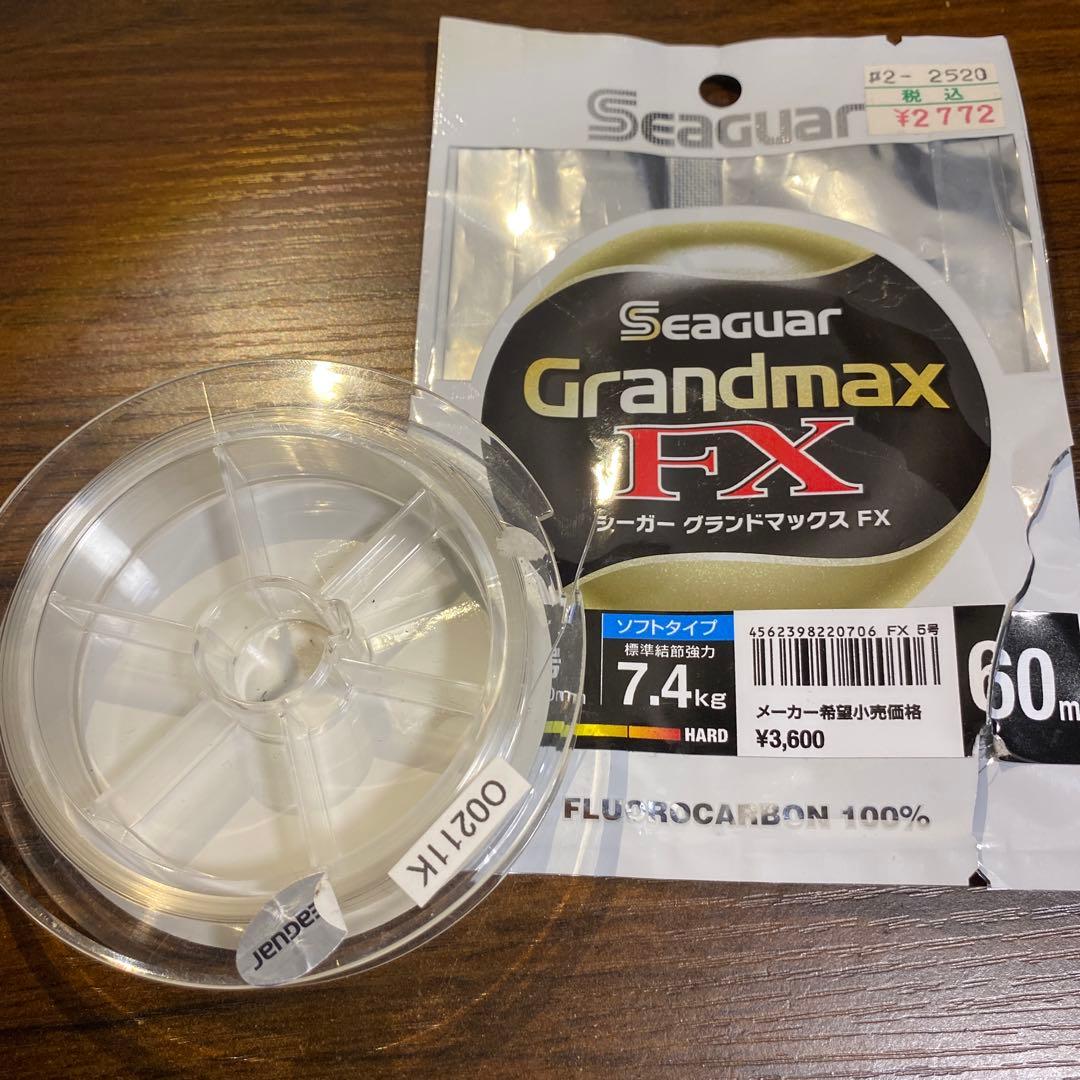 SEAGUAR
#2- 2520
税込
¥2772
SEAGUAR
Grandmax
FX
シーガー グランドマックス FX
ソフトタイプ
標準結節強力
7.4kg
HARD
4562398220706 FX 5号
メーカー希望小売価格
¥3,600
60m
FLUOROCARBON 100%
O0211K
eaGuar